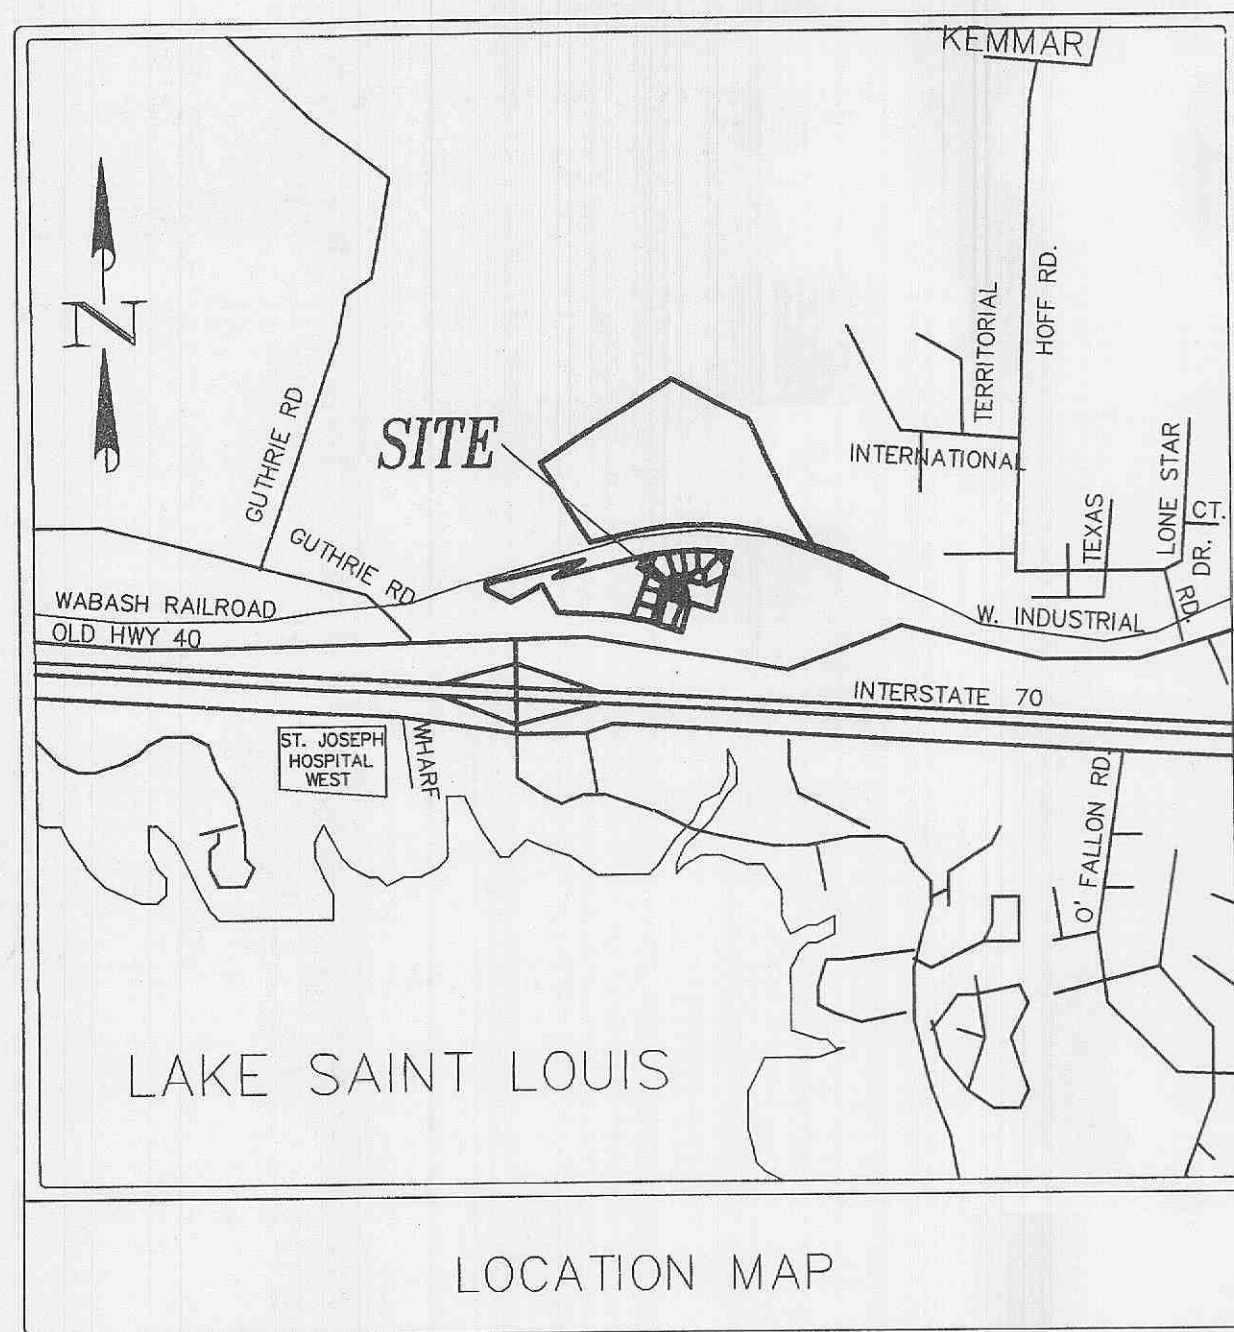 KEMMAR
N
HOFF RD.
TERRITORIAL
GUTHRIE RD
SITE
INTERNATIONAL
LONE STAR
CT.
TEXAS
DR.
GUTHRIE RD
RD.
WABASH RAILROAD
W. INDUSTRIAL
OLD HWY 40
INTERSTATE 70
ST. JOSEPH
HOSPITAL
WEST
WHARF
O' FALLON RD.
LAKE SAINT LOUIS
LOCATION MAP